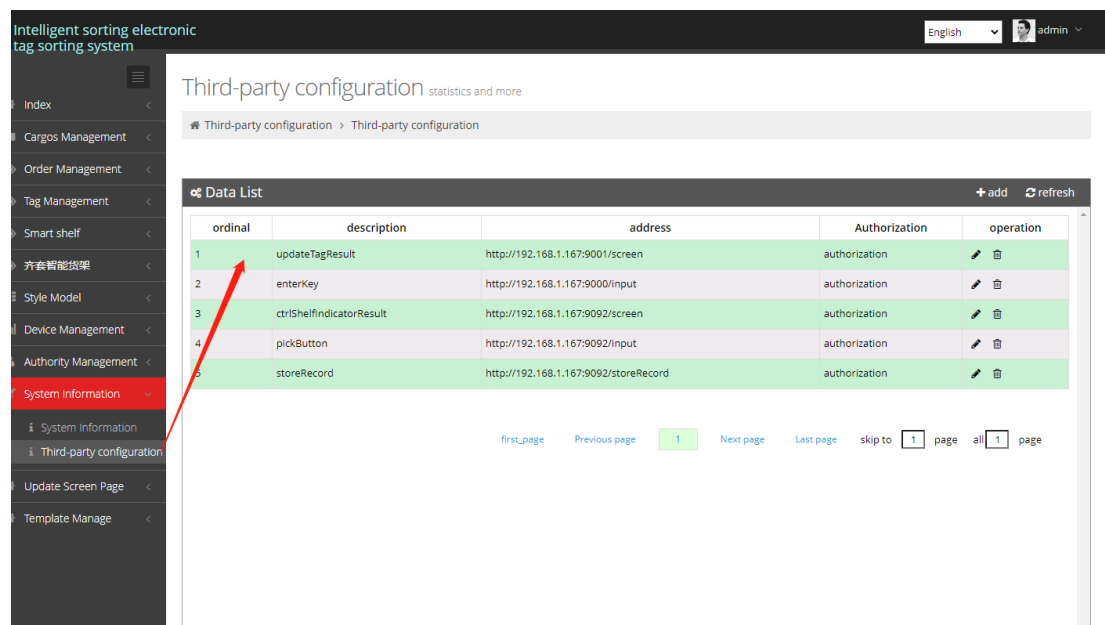 Intelligent sorting electronic
tag sorting system
English
admin
Index
Cargos Management
Order Management
Tag Management
Smart shelf
齐套智能货架
Style Model
Device Management
Authority Management
System Information
System Information
Third-party configuration
Update Screen Page
Template Manage
Third-party configuration statistics and more
Third-party configuration > Third-party configuration
Data List
add refresh
ordinal description address Authorization operation
1 updateTagResult http://192.168.1.167:9001/screen authorization
2 enterKey http://192.168.1.167:9000/input authorization
3 ctrlShelfIndicatorResult http://192.168.1.167:9092/screen authorization
4 pickButton http://192.168.1.167:9092/input authorization
5 storeRecord http://192.168.1.167:9092/storeRecord authorization
first_page Previous page 1 Next page Last page skip to 1 page all 1 page